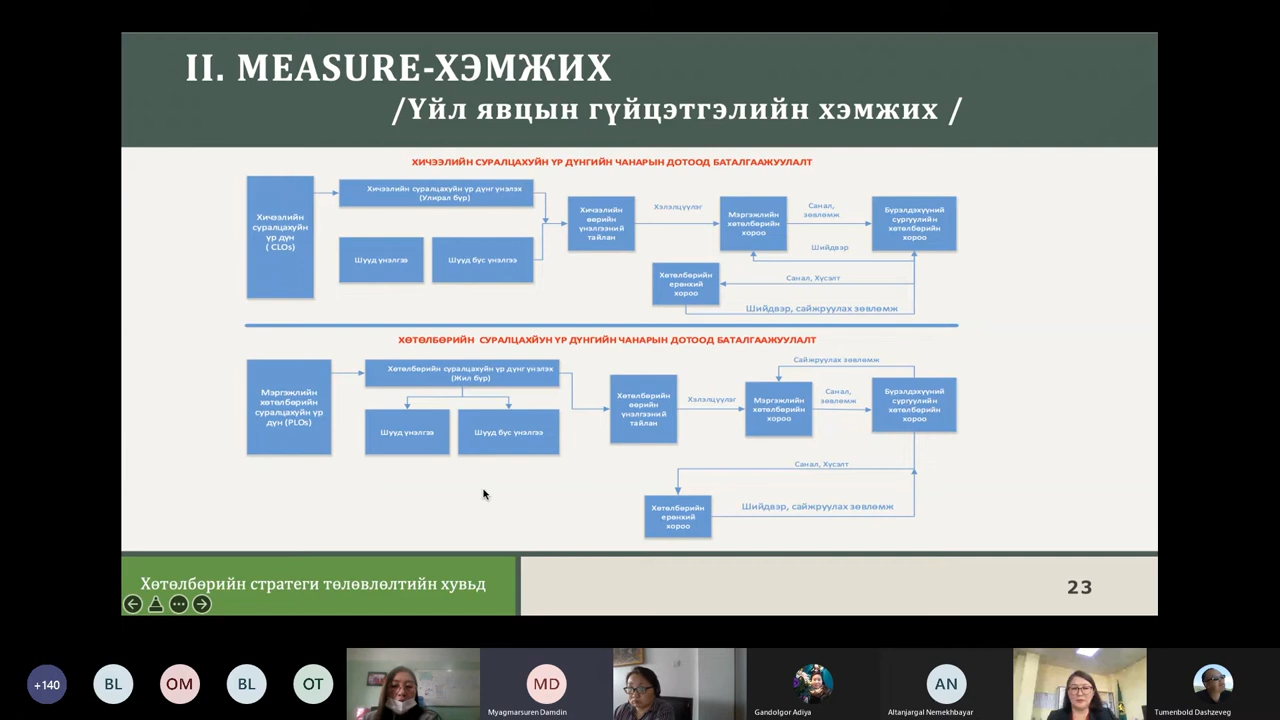 II. MEASURE-ХЭМЖИХ
/Үйл явцын гүйцэтгэлийн хэмжих /
ХИЧЭЭЛИЙН СУРАЛЦАХУЙН ҮР ДҮНГИЙН ЧАНАРЫН ДОТООД БАТАЛГААЖУУЛАЛТ
Хичээлийн
суралцахуйн
үр дүн
( CLOs)
Хичээлийн суралцахуйн үр дүнг үнэлэх
(Улирал бүр)
Шууд үнэлгээ
Шууд бус үнэлгээ
Хичээлийн
өөрийн
үнэлгээний
тайлан
Хэлэлцүүлэг
Мэргэжлийн
хөтөлбөрийн
хороо
Санал,
зөвлөмж
Бүрэлдэхүүний
сургуулийн
хөтөлбөрийн
хороо
Шийдвэр
Хөтөлбөрийн
ерөнхий
хороо
Санал, Хүсэлт
Шийдвэр, сайжруулах зөвлөмж
ХӨТӨЛБӨРИЙН СУРАЛЦАХЙУН ҮР ДҮНГИЙН ЧАНАРЫН ДОТООД БАТАЛГААЖУУЛАЛТ
Мэргэжлийн
хөтөлбөрийн
суралцахуйн үр
дүн (PLOs)
Хөтөлбөрийн суралцахуйн үр дүнг үнэлэх
(Жил бүр)
Шууд үнэлгээ
Шууд бус үнэлгээ
Хөтөлбөрийн
өөрийн
үнэлгээний
тайлан
Хэлэлцүүлэг
Мэргэжлийн
хөтөлбөрийн
хороо
Сайжруулах зөвлөмж
Санал,
зөвлөмж
Бүрэлдэхүүний
сургуулийн
хөтөлбөрийн
хороо
Санал, Хүсэлт
Хөтөлбөрийн
ерөнхий
хороо
Шийдвэр, сайжруулах зөвлөмж
Хөтөлбөрийн стратеги төлөвлөлтийн хувьд
23
+140
BL
OM
BL
OT
MD
Myagmarsuren Damdin
Gandolgor Adiya
AN
Altanjargal Nemekhbayar
Tumenbold Dashzeveg